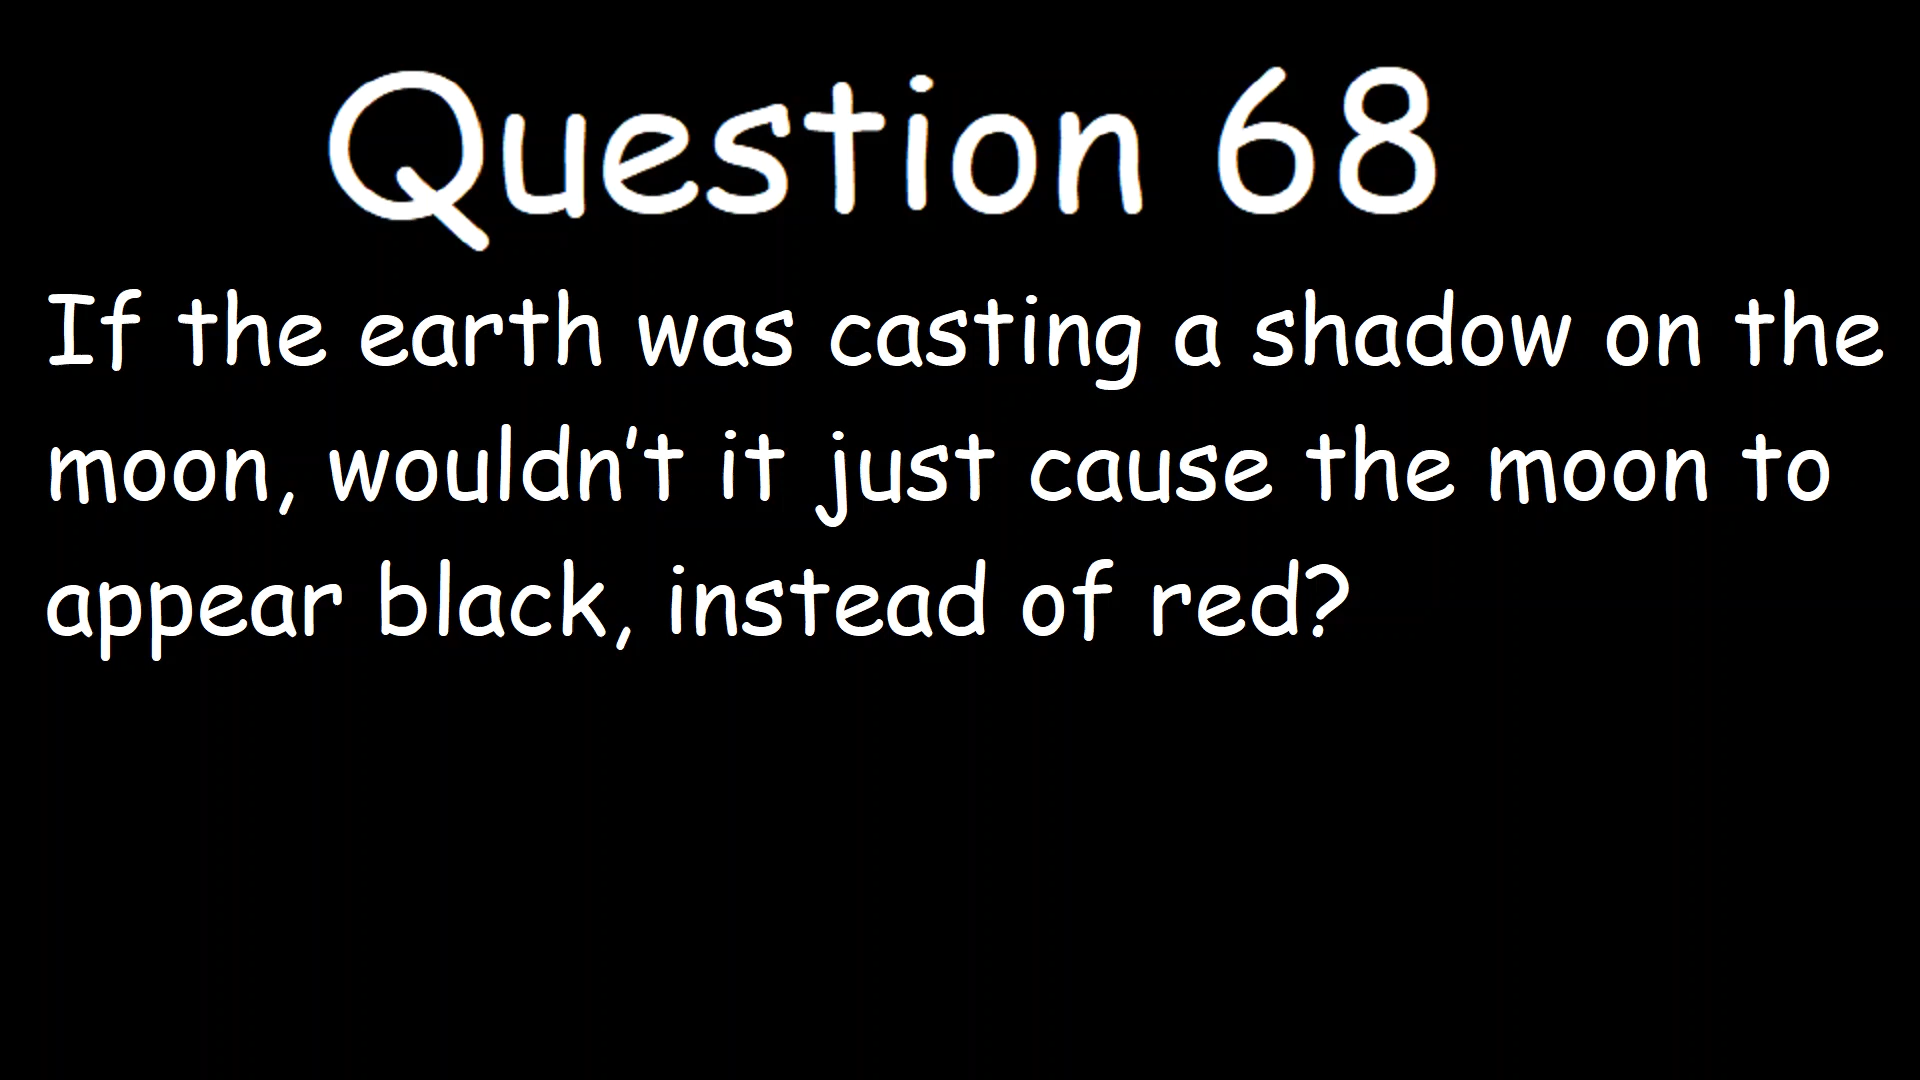 Question 68
If the earth was casting a shadow on the
moon, wouldn’t it just cause the moon to
appear black, instead of red?